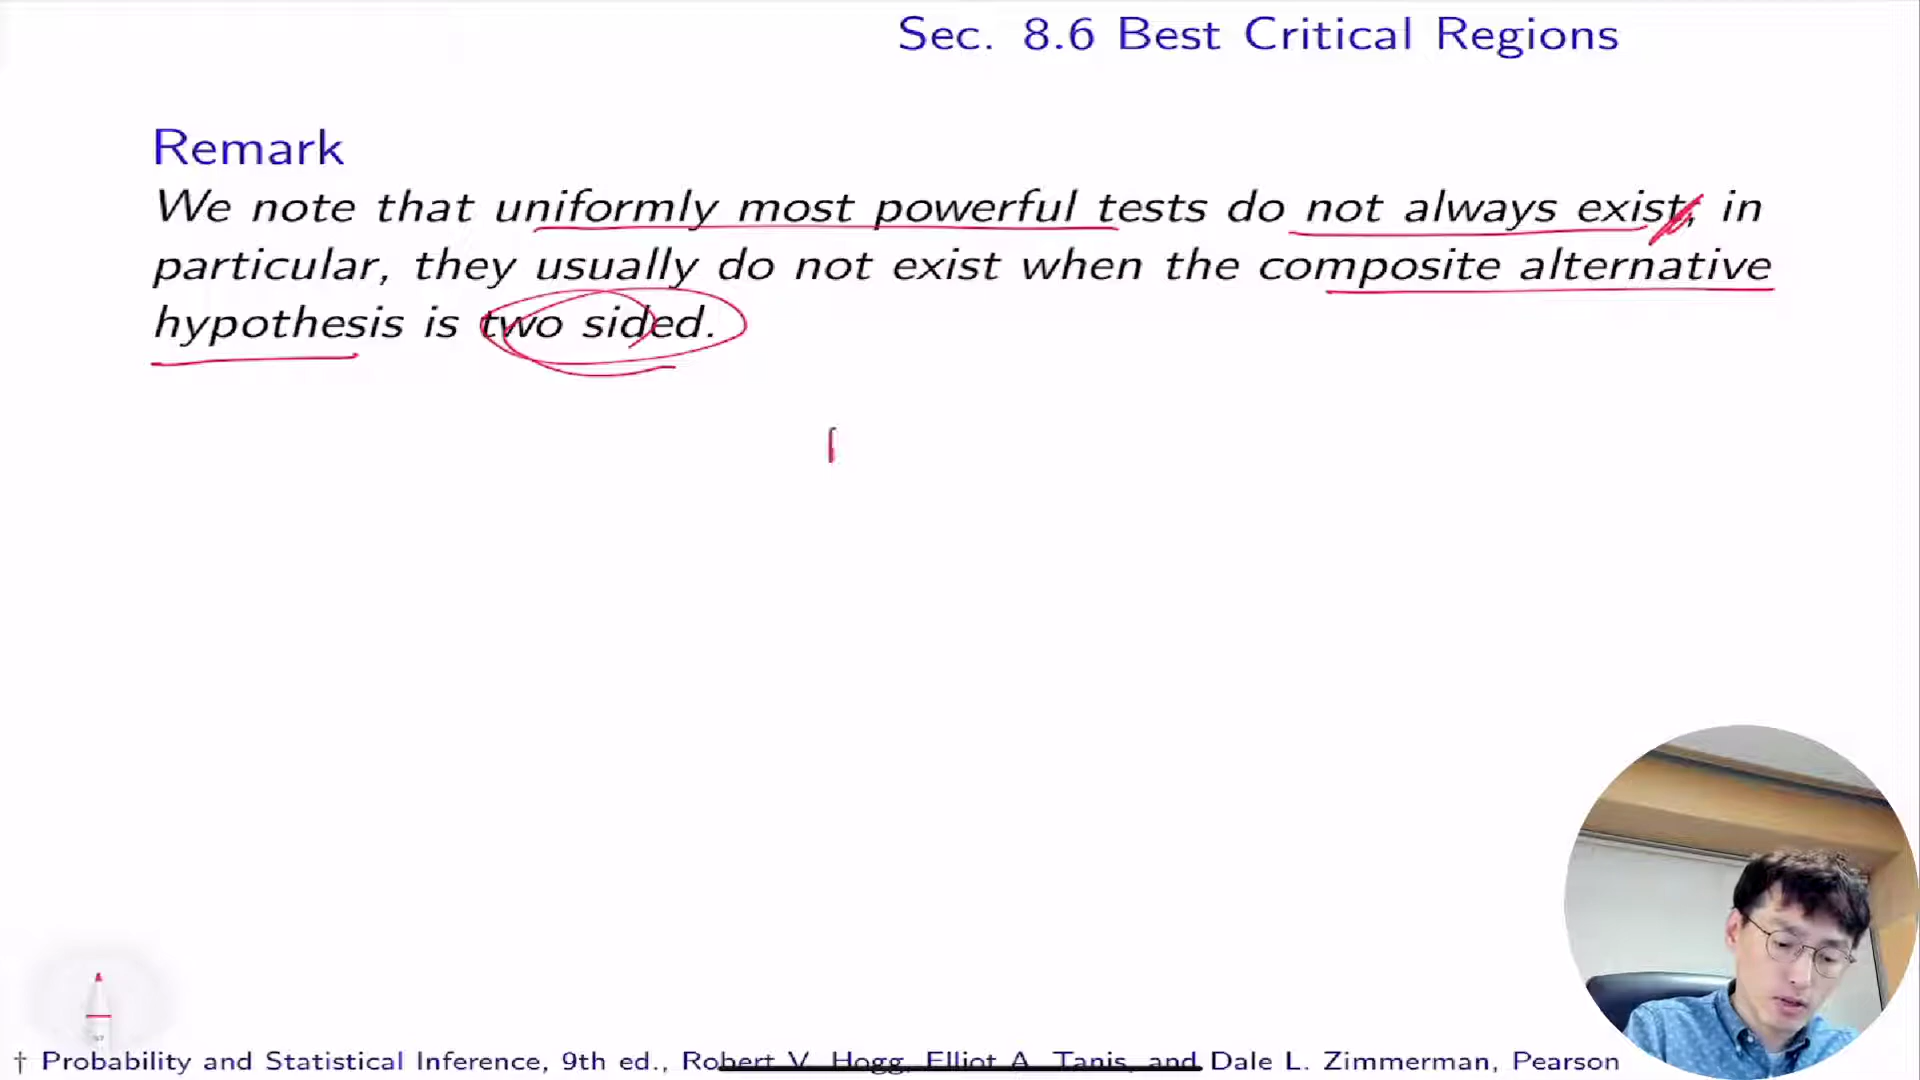 Sec. 8.6 Best Critical Regions
Remark
We note that uniformly most powerful tests do not always exist, in
particular, they usually do not exist when the composite alternative
hypothesis is two sided.
† Probability and Statistical Inference, 9th ed., Robert V. Hogg, Elliot A. Tanis, and Dale L. Zimmerman, Pearson